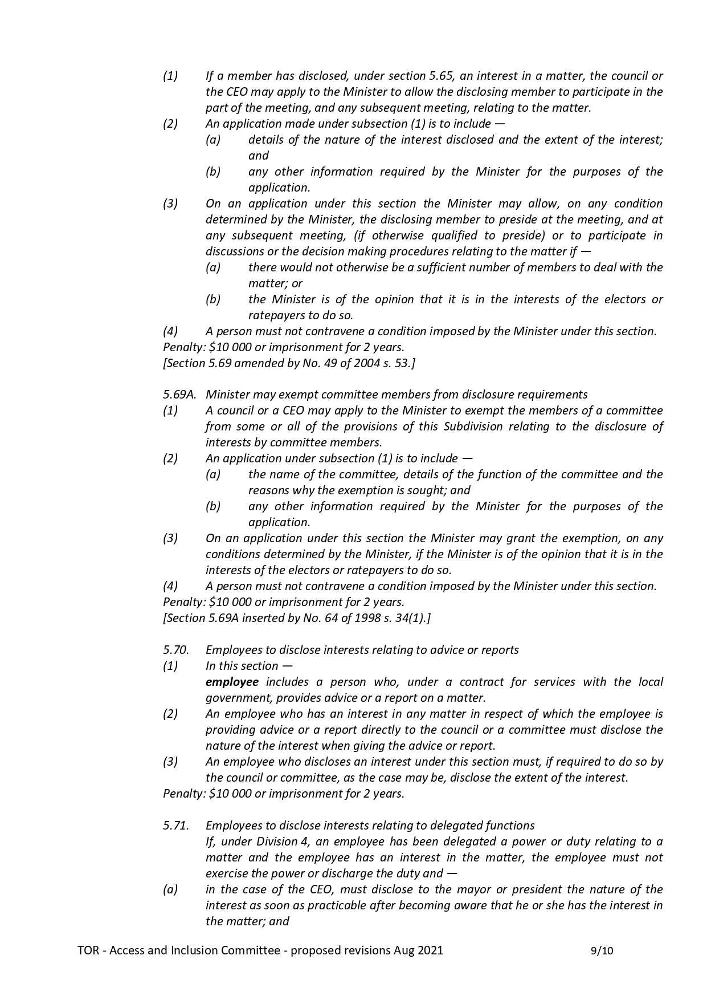 (1) If a member has disclosed, under section 5.65, an interest in a matter, the council or
the CEO may apply to the Minister to allow the disclosing member to participate in the
part of the meeting, and any subsequent meeting, relating to the matter.
(2) An application made under subsection (1) is to include —
(a) details of the nature of the interest disclosed and the extent of the interest;
and
(b) any other information required by the Minister for the purposes of the
application.
(3) On an application under this section the Minister may allow, on any condition
determined by the Minister, the disclosing member to preside at the meeting, and at
any subsequent meeting, (if otherwise qualified to preside) or to participate in
discussions or the decision making procedures relating to the matter if —
(a) there would not otherwise be a sufficient number of members to deal with the
matter; or
(b) the Minister is of the opinion that it is in the interests of the electors or
ratepayers to do so.
(4) A person must not contravene a condition imposed by the Minister under this section.
Penalty: $10 000 or imprisonment for 2 years.
[Section 5.69 amended by No. 49 of 2004 s. 53.]
5.69A. Minister may exempt committee members from disclosure requirements
(1) A council or a CEO may apply to the Minister to exempt the members of a committee
from some or all of the provisions of this Subdivision relating to the disclosure of
interests by committee members.
(2) An application under subsection (1) is to include —
(a) the name of the committee, details of the function of the committee and the
reasons why the exemption is sought; and
(b) any other information required by the Minister for the purposes of the
application.
(3) On an application under this section the Minister may grant the exemption, on any
conditions determined by the Minister, if the Minister is of the opinion that it is in the
interests of the electors or ratepayers to do so.
(4) A person must not contravene a condition imposed by the Minister under this section.
Penalty: $10 000 or imprisonment for 2 years.
[Section 5.69A inserted by No. 64 of 1998 s. 34(1).]
5.70. Employees to disclose interests relating to advice or reports
(1) In this section —
employee includes a person who, under a contract for services with the local
government, provides advice or a report on a matter.
(2) An employee who has an interest in any matter in respect of which the employee is
providing advice or a report directly to the council or a committee must disclose the
nature of the interest when giving the advice or report.
(3) An employee who discloses an interest under this section must, if required to do so by
the council or committee, as the case may be, disclose the extent of the interest.
Penalty: $10 000 or imprisonment for 2 years.
5.71. Employees to disclose interests relating to delegated functions
If, under Division 4, an employee has been delegated a power or duty relating to a
matter and the employee has an interest in the matter, the employee must not
exercise the power or discharge the duty and —
(a) in the case of the CEO, must disclose to the mayor or president the nature of the
interest as soon as practicable after becoming aware that he or she has the interest in
the matter; and
TOR - Access and Inclusion Committee - proposed revisions Aug 2021 9/10